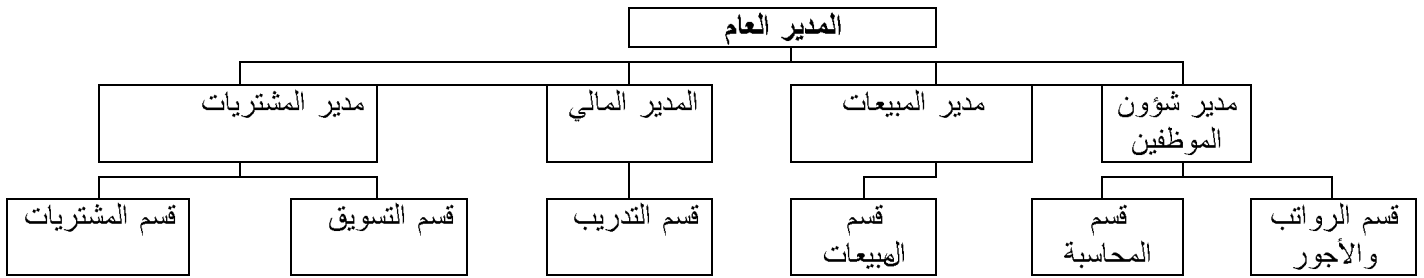 المدير العام
مدير شؤون
الموظفين
مدير المبيعات
المدير المالي
مدير المشتريات
قسم الرواتب
والأجور
قسم
المحاسبة
قسم
المبيعات
قسم التدريب
قسم التسويق
قسم المشتريات